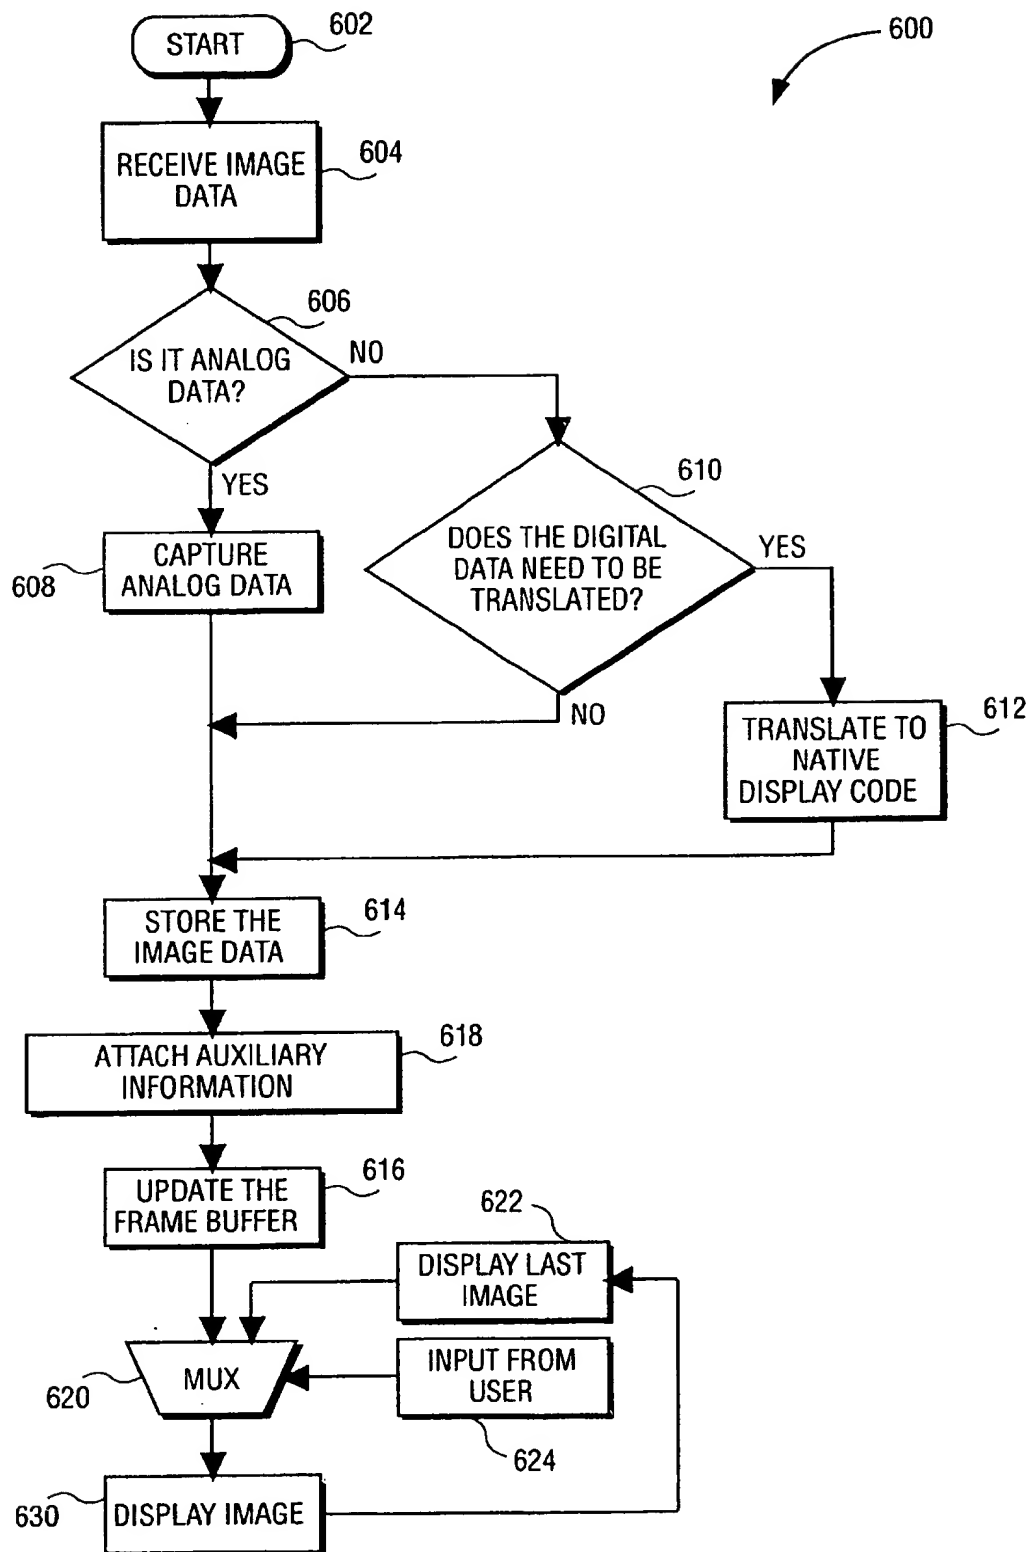 START
602
600
RECEIVE IMAGE
DATA
604
606
IS IT ANALOG
DATA?
NO
YES
610
DOES THE DIGITAL
DATA NEED TO BE
TRANSLATED?
YES
NO
608
CAPTURE
ANALOG DATA
612
TRANSLATE TO
NATIVE
DISPLAY CODE
STORE THE
IMAGE DATA
614
ATTACH AUXILIARY
INFORMATION
618
UPDATE THE
FRAME BUFFER
616
622
DISPLAY LAST
IMAGE
MUX
620
INPUT FROM
USER
624
DISPLAY IMAGE
630